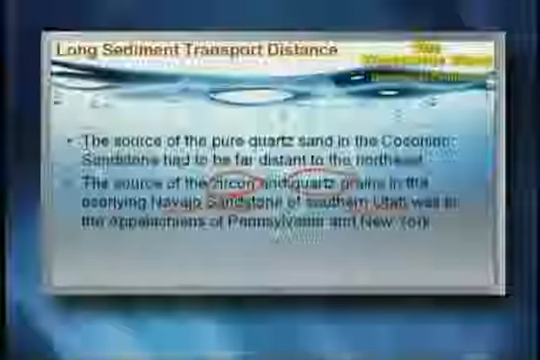 Long Sediment Transport Distance
• The source of the pure quartz sand in the Coconino
Sandstone had to be far distant to the northeast
• The source of the zircon and quartz grains in the
overlying Navajo Sandstone of southern Utah was in
the Appalachians of Pennsylvania and New York